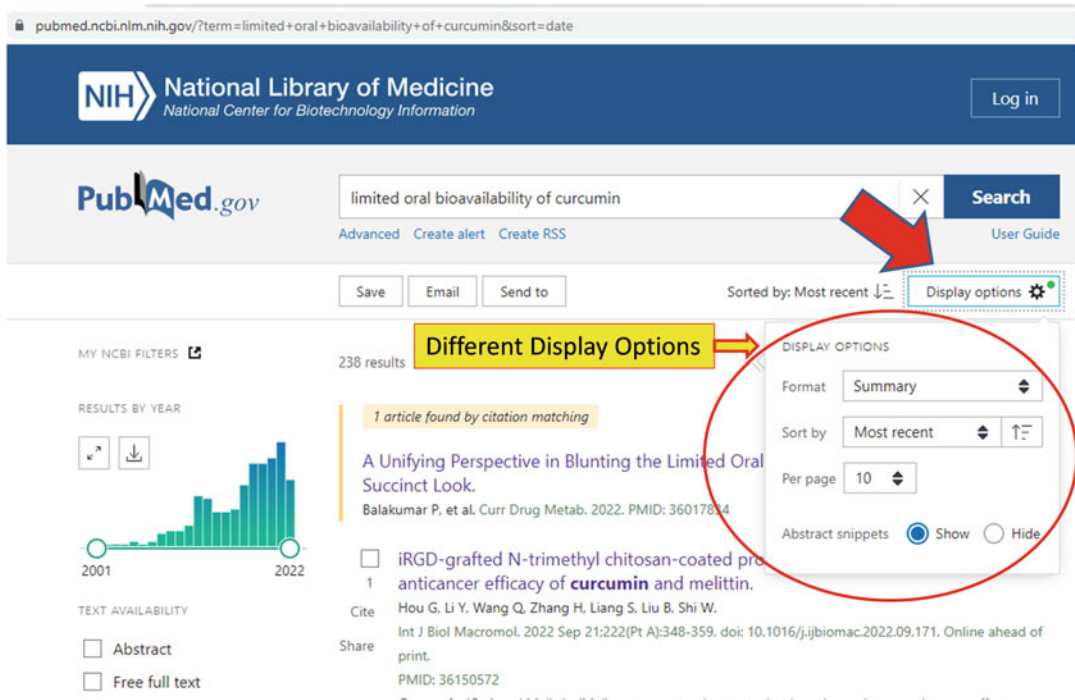 pubmed.ncbi.nlm.nih.gov/?term=limited+oral+bioavailability+of+curcumin&sort=date
NIH
National Library of Medicine
National Center for Biotechnology Information
Log in
PubMed.gov
limited oral bioavailability of curcumin
Search
Advanced Create alert Create RSS
User Guide
Save Email Send to
Sorted by: Most recent
Display options
MY NCBI FILTERS
238 results
Different Display Options
DISPLAY OPTIONS
Format Summary
Sort by Most recent
Per page 10
Abstract snippets Show Hide
RESULTS BY YEAR
2001 2022
TEXT AVAILABILITY
Abstract
Free full text
1 article found by citation matching
A Unifying Perspective in Blunting the Limited Oral
Succinct Look.
Balakumar P, et al. Curr Drug Metab. 2022. PMID: 36017834
iRGD-grafted N-trimethyl chitosan-coated pro
1
anticancer efficacy of curcumin and melittin.
Cite
Hou G, Li Y, Wang Q, Zhang H, Liang S, Liu B, Shi W.
Share
Int J Biol Macromol. 2022 Sep 21:222(Pt A):348-359. doi: 10.1016/j.ijbiomac.2022.09.171. Online ahead of
print.
PMID: 36150572